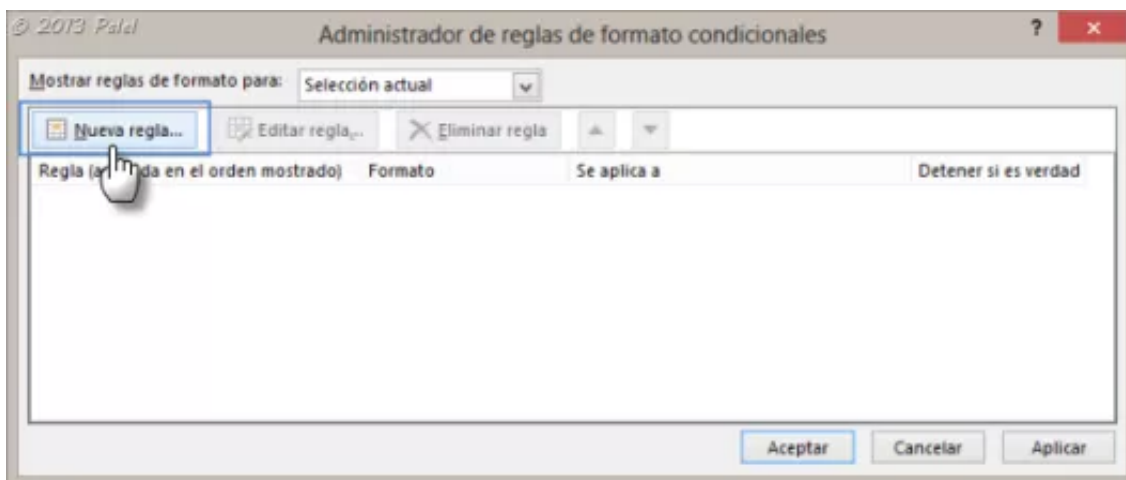 © 2013 Palel
Administrador de reglas de formato condicionales
?
Mostrar reglas de formato para: Selección actual
Nueva regla... Editar regla... Eliminar regla
Regla (a da en el orden mostrado) Formato Se aplica a Detener si es verdad
Aceptar Cancelar Aplicar